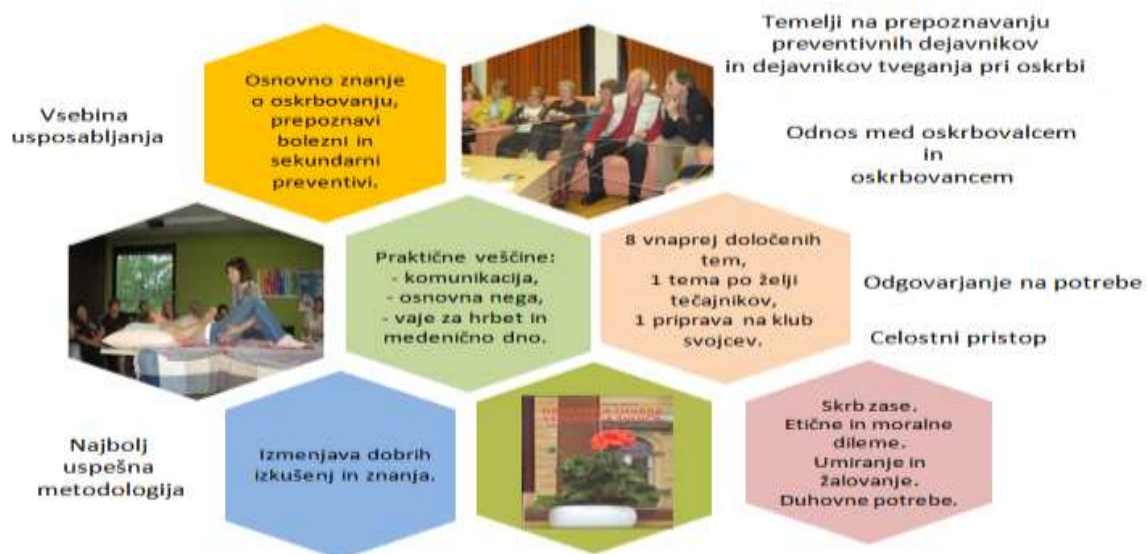 Temelji na prepoznavanju
preventivnih dejavnikov
in dejavnikov tveganja pri oskrbi
Vsebina
usposabljanja
Osnovno znanje
o oskrbovanju,
prepoznavi
bolezni in
sekundarni
preventivi.
Odnos med oskrbovalcem
in
oskrbovancem
Praktične veščine:
- komunikacija,
- osnovna nega,
- vaje za hrbet in
medenično dno.
8 vnaprej določenih
tem,
1 tema po želji
tečajnikov,
1 priprava na klub
svojcev.
Odgovarjanje na potrebe
Celostni pristop
Najbolj
uspešna
metodologija
Izmenjava dobrih
izkušenj in znanja.
Skrb zase.
Etične in moralne
dileme.
Umiranje in
žalovanje.
Duhovne potrebe.